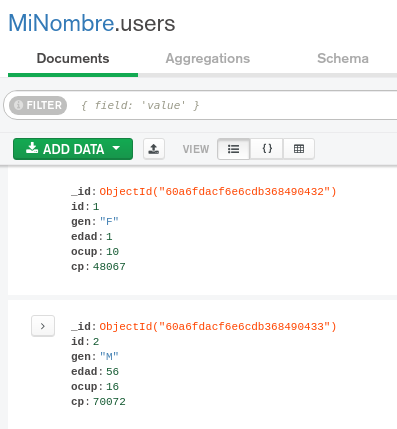 MiNombre.users
Documents Aggregations Schema
FILTER { field: 'value' }
ADD DATA VIEW { }
_id: ObjectId("60a6fdacf6e6cdb368490432")
id: 1
gen: "F"
edad: 1
ocup: 10
cp: 48067
_id: ObjectId("60a6fdacf6e6cdb368490433")
id: 2
gen: "M"
edad: 56
ocup: 16
cp: 70072